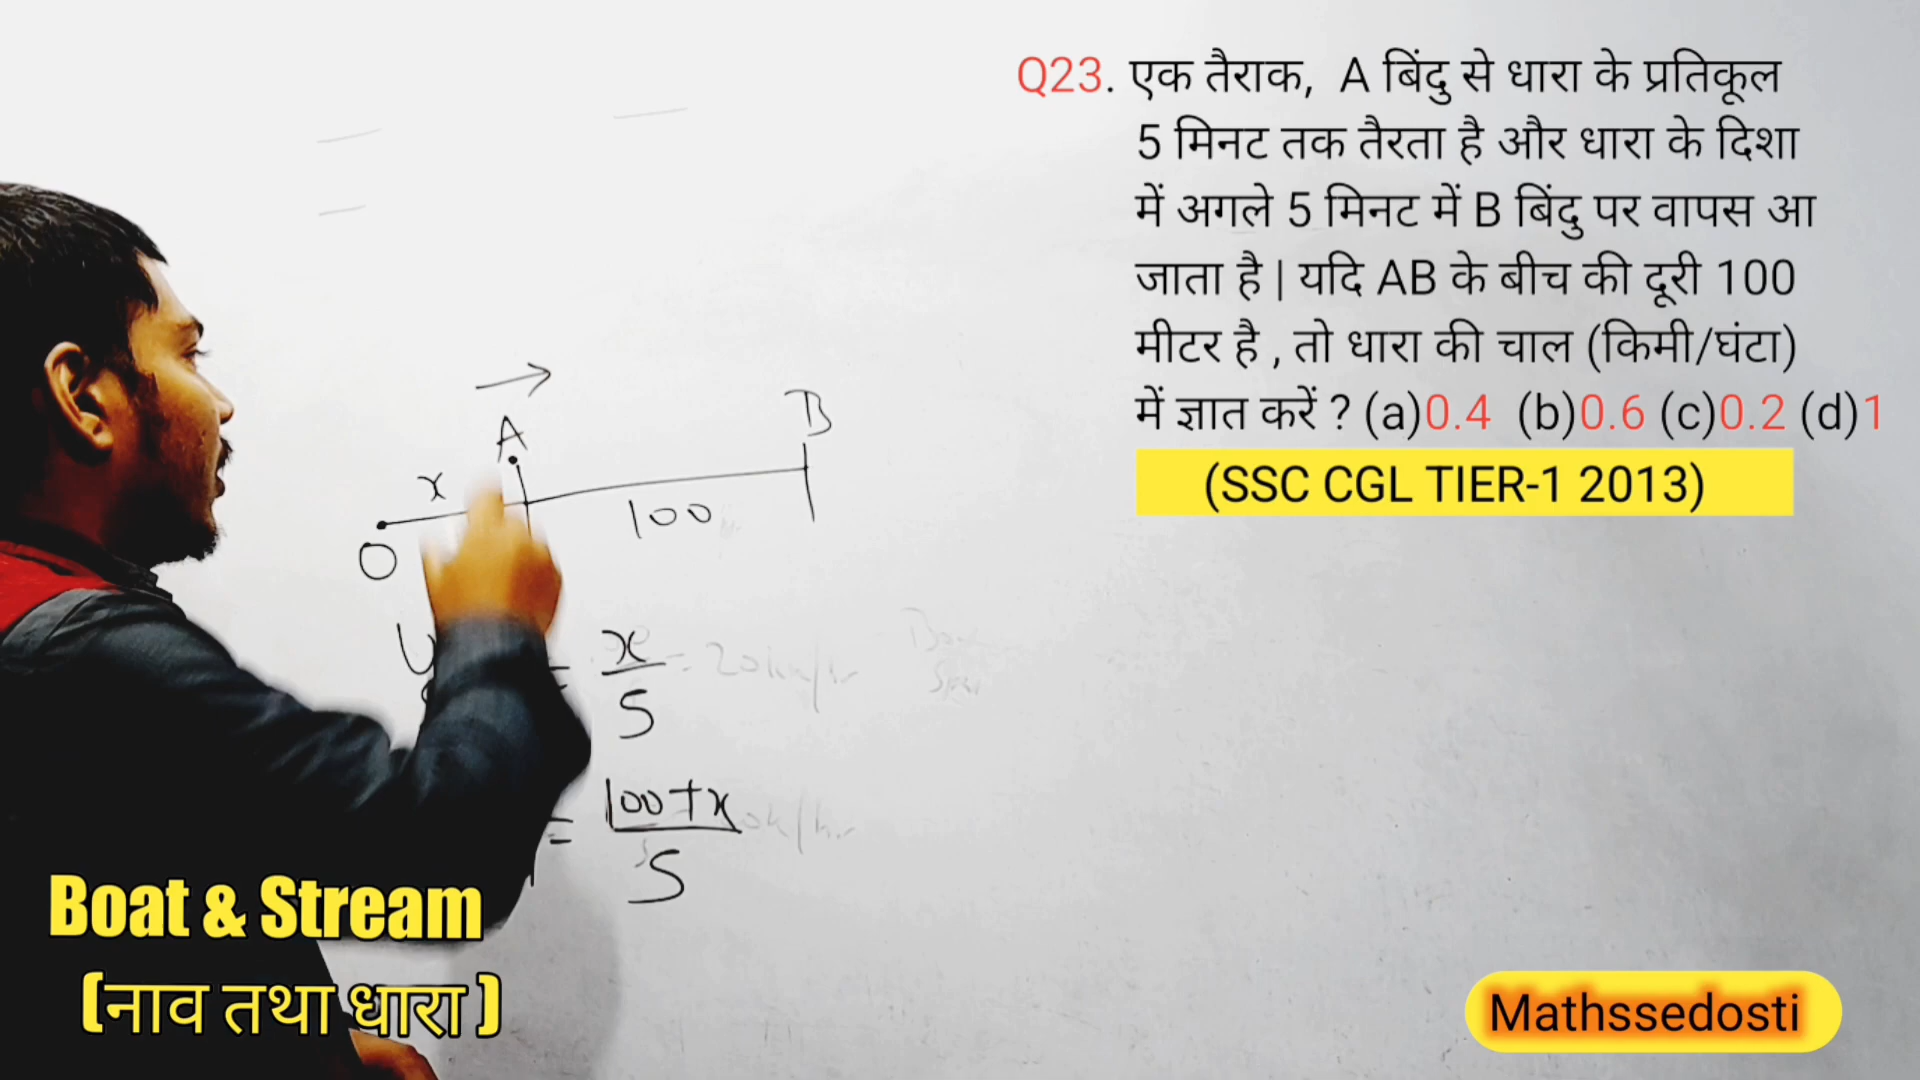 Q23. एक तैराक, A बिंदु से धारा के प्रतिकूल
5 मिनट तक तैरता है और धारा के दिशा
में अगले 5 मिनट में B बिंदु पर वापस आ
जाता है | यदि AB के बीच की दूरी 100
मीटर है , तो धारा की चाल (किमी/घंटा)
में ज्ञात करें ? (a)0.4 (b)0.6 (c)0.2 (d)1
(SSC CGL TIER-1 2013)
A
B
x
100
O
= x/5
= 20km/hr
= 100+x/5
Boat & Stream
(नाव तथा धारा)
Mathssedosti